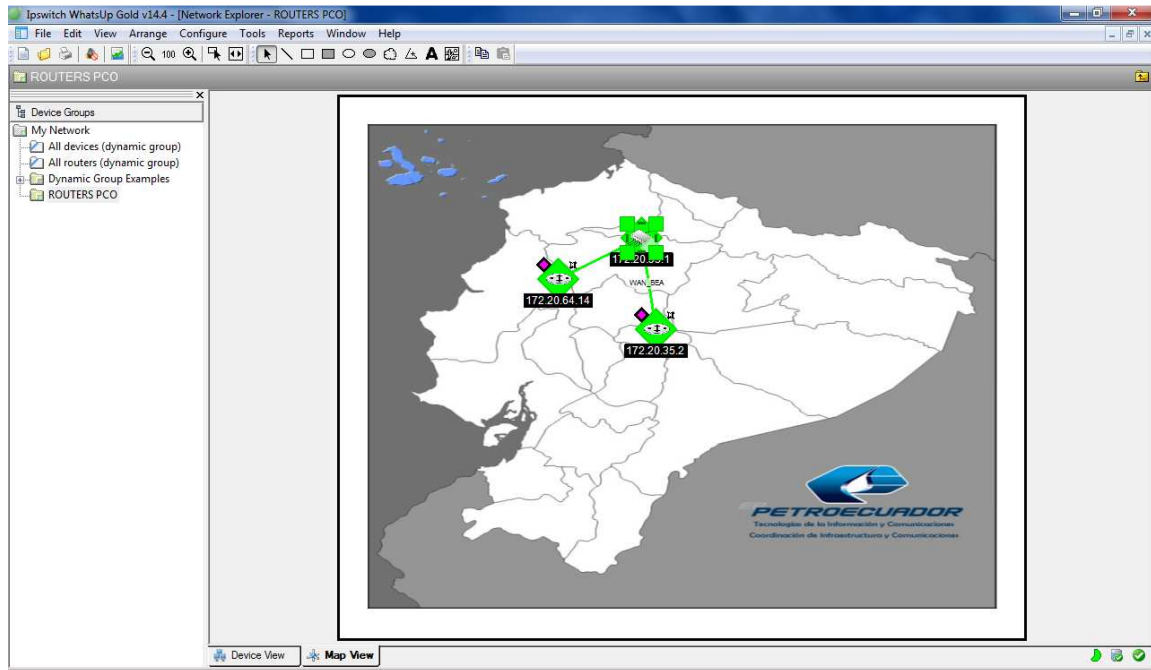 Ipswitch WhatsUp Gold v14.4 - [Network Explorer - ROUTERS PCO]
File Edit View Arrange Configure Tools Reports Window Help
100
A
ROUTERS PCO
Device Groups
My Network
All devices (dynamic group)
All routers (dynamic group)
Dynamic Group Examples
ROUTERS PCO
WAN_BEA
172.20.64.14
172.20.35.2
PETROECUADOR
Tecnologías de la Información y Comunicaciones
Coordinación de Infraestructura y Comunicaciones
Device View
Map View